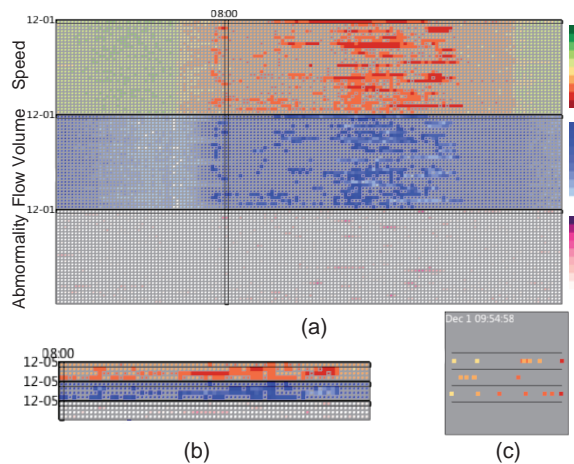 08:00
12-01
Speed
12-01
Flow Volume
12-01
Abnormality
(a)
08:00
12-05
12-05
12-05
(b)
Dec 1 09:54:58
(c)